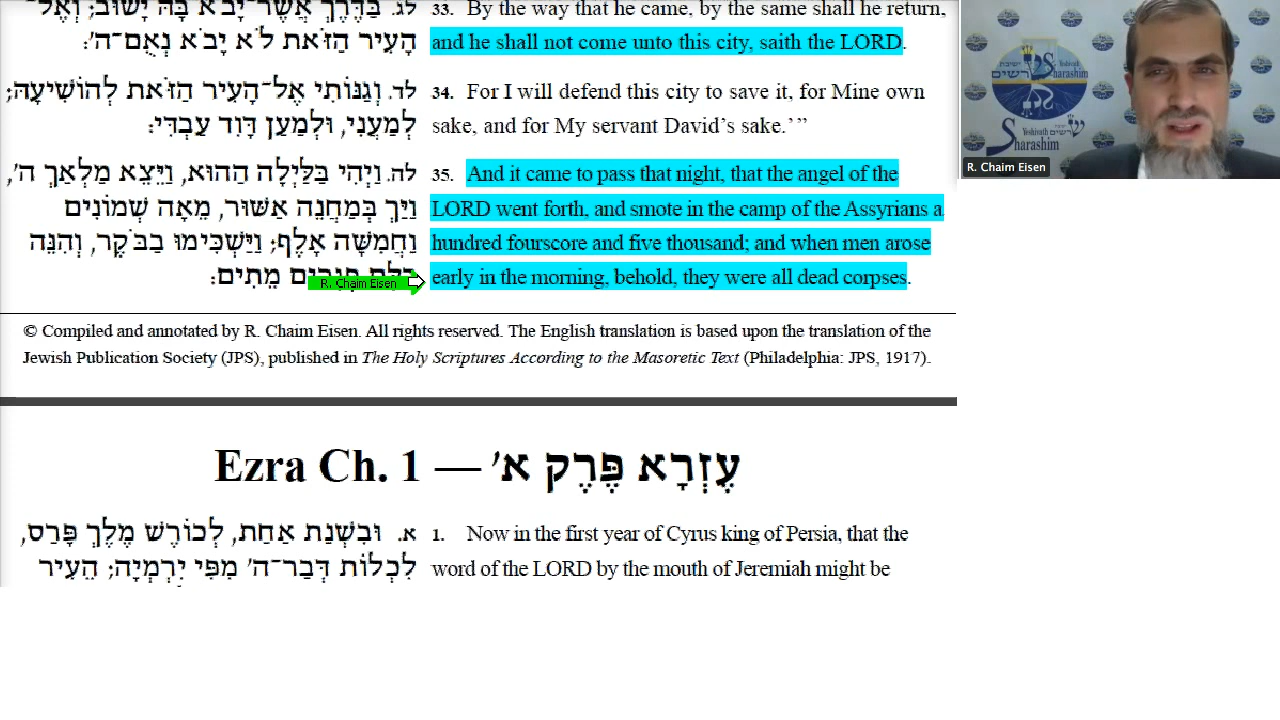 לג. בַּדֶּרֶךְ אֲשֶׁר־יָבֹא בָּהּ יָשׁוּב; וְאֶל־
הָעִיר הַזֹּאת לֹא יָבֹא נְאֻם־ה':
לד. וְגַנּוֹתִי אֶל־הָעִיר הַזֹּאת לְהוֹשִׁיעָהּ;
לְמַעֲנִי, וּלְמַעַן דָּוִד עַבְדִּי:
לה. וַיְהִי בַּלַּיְלָה הַהוּא, וַיֵּצֵא מַלְאַךְ ה',
וַיַּךְ בְּמַחֲנֵה אַשּׁוּר, מֵאָה שְׁמוֹנִים
וַחֲמִשָּׁה אָלֶף; וַיַּשְׁכִּימוּ בַבֹּקֶר, וְהִנֵּה
מֵתִים:
33. By the way that he came, by the same shall he return,
and he shall not come unto this city, saith the LORD.
34. For I will defend this city to save it, for Mine own
sake, and for My servant David’s sake.’”
35. And it came to pass that night, that the angel of the
LORD went forth, and smote in the camp of the Assyrians a
hundred fourscore and five thousand; and when men arose
early in the morning, behold, they were all dead corpses.
R. Chaim Eisen
© Compiled and annotated by R. Chaim Eisen. All rights reserved. The English translation is based upon the translation of the
Jewish Publication Society (JPS), published in The Holy Scriptures According to the Masoretic Text (Philadelphia: JPS, 1917).
Ezra Ch. 1 — עֶזְרָא פֶּרֶק א'
א. וּבִשְׁנַת אַחַת, לְכוֹרֶשׁ מֶלֶךְ פָּרַס,
לִכְלוֹת דְּבַר־ה' מִפִּי יִרְמְיָה; הֵעִיר
1. Now in the first year of Cyrus king of Persia, that the
word of the LORD by the mouth of Jeremiah might be
ישיבת
שרשים
Yeshivath
Sharashim
Yeshivath ישיבת שרשים
Sharashim
R. Chaim Eisen